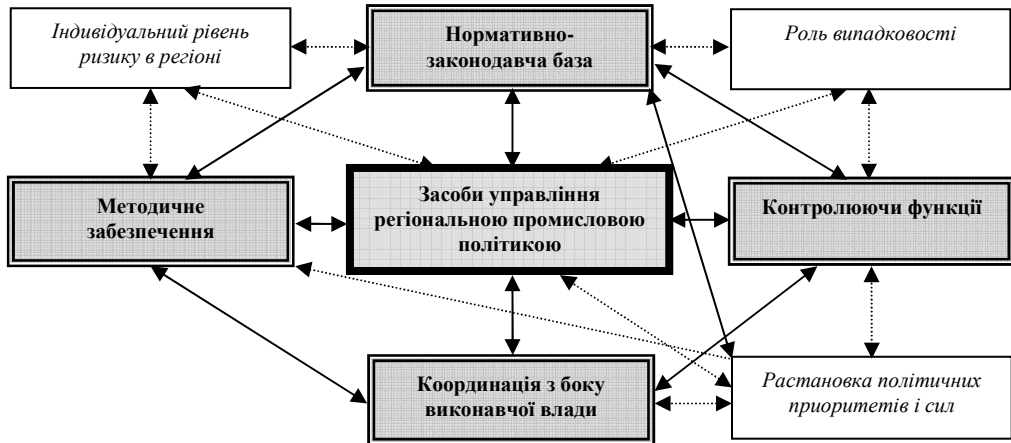 Індивідуальний рівень
ризику в регіоні
Нормативно-
законодавча база
Роль випадковості
Методичне
забезпечення
Засоби управління
регіональною промисловою
політикою
Контролюючи функції
Координація з боку
виконавчої влади
Растановка політичних
приоритетів і сил